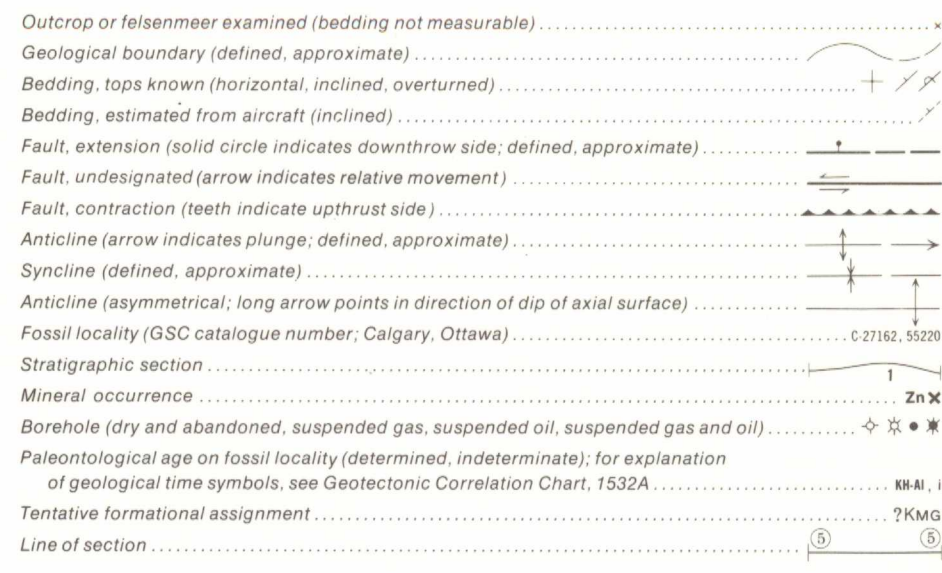 Outcrop or felsenmeer examined (bedding not measurable)
Geological boundary (defined, approximate)
Bedding, tops known (horizontal, inclined, overturned)
Bedding, estimated from aircraft (inclined)
Fault, extension (solid circle indicates downthrow side; defined, approximate)
Fault, undesignated (arrow indicates relative movement)
Fault, contraction (teeth indicate upthrust side)
Anticline (arrow indicates plunge; defined, approximate)
Syncline (defined, approximate)
Anticline (asymmetrical; long arrow points in direction of dip of axial surface)
Fossil locality (GSC catalogue number; Calgary, Ottawa) C-27162, 55220
Stratigraphic section 1
Mineral occurrence Zn
Borehole (dry and abandoned, suspended gas, suspended oil, suspended gas and oil)
Paleontological age on fossil locality (determined, indeterminate); for explanation
of geological time symbols, see Geotectonic Correlation Chart, 1532A KH-Al, i
Tentative formational assignment ?KMG
Line of section 5 5